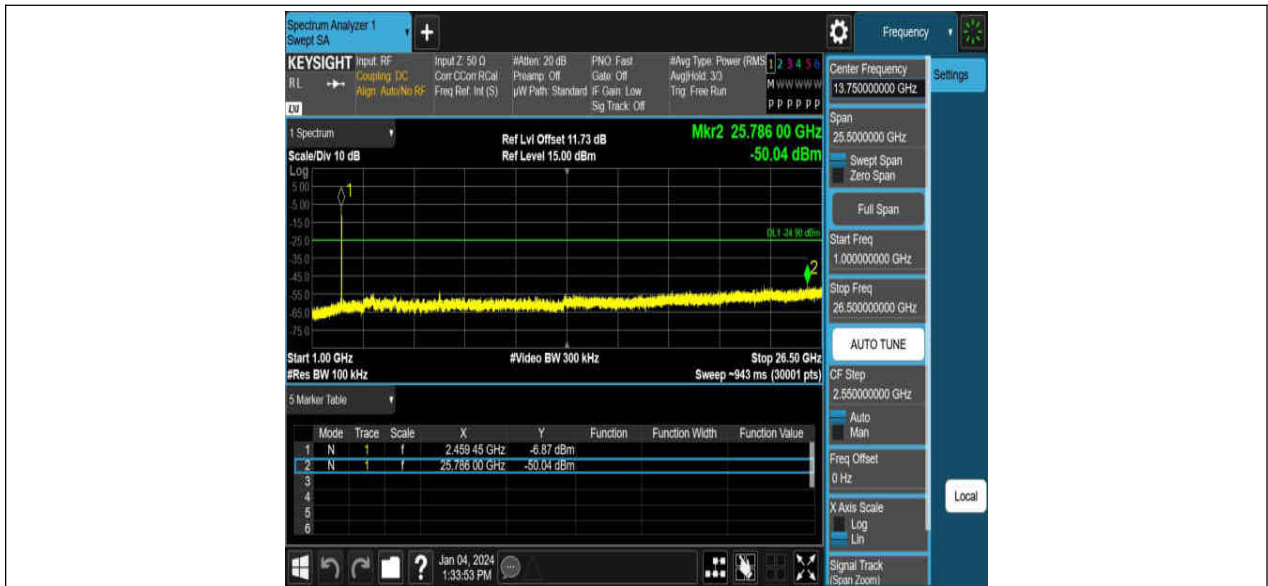 Spectrum Analyzer 1
Swept SA
+
Frequency
KEYSIGHT
RL
LXI
Input: RF
Coupling: DC
Align: Auto/No RF
Input Z: 50 Ω
Corr CCorr RCal
Freq Ref: Int (S)
#Atten: 20 dB
Preamp: Off
µW Path: Standard
PNO: Fast
Gate: Off
IF Gain: Low
Sig Track: Off
#Avg Type: Power (RMS
Avg|Hold: 3/3
Trig: Free Run
1 2 3 4 5 6
M W W W W W
P P P P P P
1 Spectrum
Scale/Div 10 dB
Ref Lvl Offset 11.73 dB
Ref Level 15.00 dBm
Mkr2 25.786 00 GHz
-50.04 dBm
Log
5.00
-5.00
-15.0
-25.0
-35.0
-45.0
-55.0
-65.0
-75.0
1
2
Start 1.00 GHz
#Video BW 300 kHz
Stop 26.50 GHz
#Res BW 100 kHz
Sweep ~943 ms (30001 pts)
5 Marker Table
Mode Trace Scale X Y Function Function Width Function Value
1 N 1 f 2.459 45 GHz -6.87 dBm
2 N 1 f 25.786 00 GHz -50.04 dBm
3
4
5
6
Jan 04, 2024
1:33:53 PM
Center Frequency
13.750000000 GHz
Settings
Span
25.5000000 GHz
Swept Span
Zero Span
Full Span
Start Freq
1.000000000 GHz
Stop Freq
26.500000000 GHz
AUTO TUNE
CF Step
2.550000000 GHz
Auto
Man
Freq Offset
0 Hz
X Axis Scale
Log
Lin
Signal Track
(Span Zoom)
Local